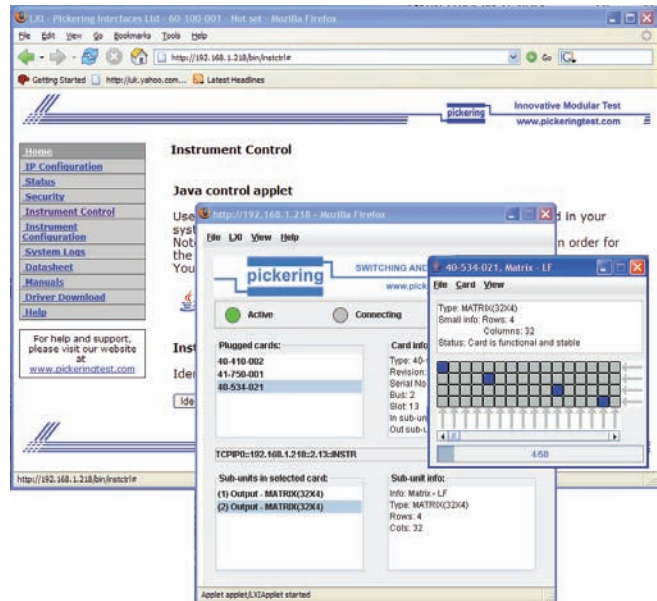 LXI - Pickering Interfaces Ltd - 60-100-001 - Not set - Mozilla Firefox
File Edit View Go Bookmarks Tools Help
http://192.168.1.218/bin/instctrl# Go
Getting Started http://uk.yahoo.com... Latest Headlines
pickering
Innovative Modular Test
www.pickeringtest.com
Home
IP Configuration
Status
Security
Instrument Control
Instrument
Configuration
System Logs
Datasheet
Manuals
Driver Download
Help
For help and support,
please visit our website
at
www.pickeringtest.com
Instrument Control
Java control applet
Use
d in your
syst
Not
n order for
the
You
Inst
Iden
Ide
http://192.168.1.218/bin/instctrl#
http://192.168.1.218 - Mozilla Firefox
File LXI View Help
pickering
SWITCHING AND
www.pick
Active
Connecting
Plugged cards:
40-410-002
41-750-001
40-534-021
Card info
Type: 40-
Revision:
Serial No
Bus: 2
Slot: 13
In sub-un
Out sub-u
TCPIP0::192.168.1.218::2.13::INSTR
Sub-units in selected card:
(1) Output - MATRIX(32X4)
(2) Output - MATRIX(32X4)
Sub-unit info:
Info: Matrix - LF
Type: MATRIX(32X4)
Rows: 4
Cols: 32
Applet applet/LXIApplet started
40-534-021, Matrix - LF
File Card View
Type: MATRIX(32X4)
Small info: Rows: 4
Columns: 32
Status: Card is functional and stable